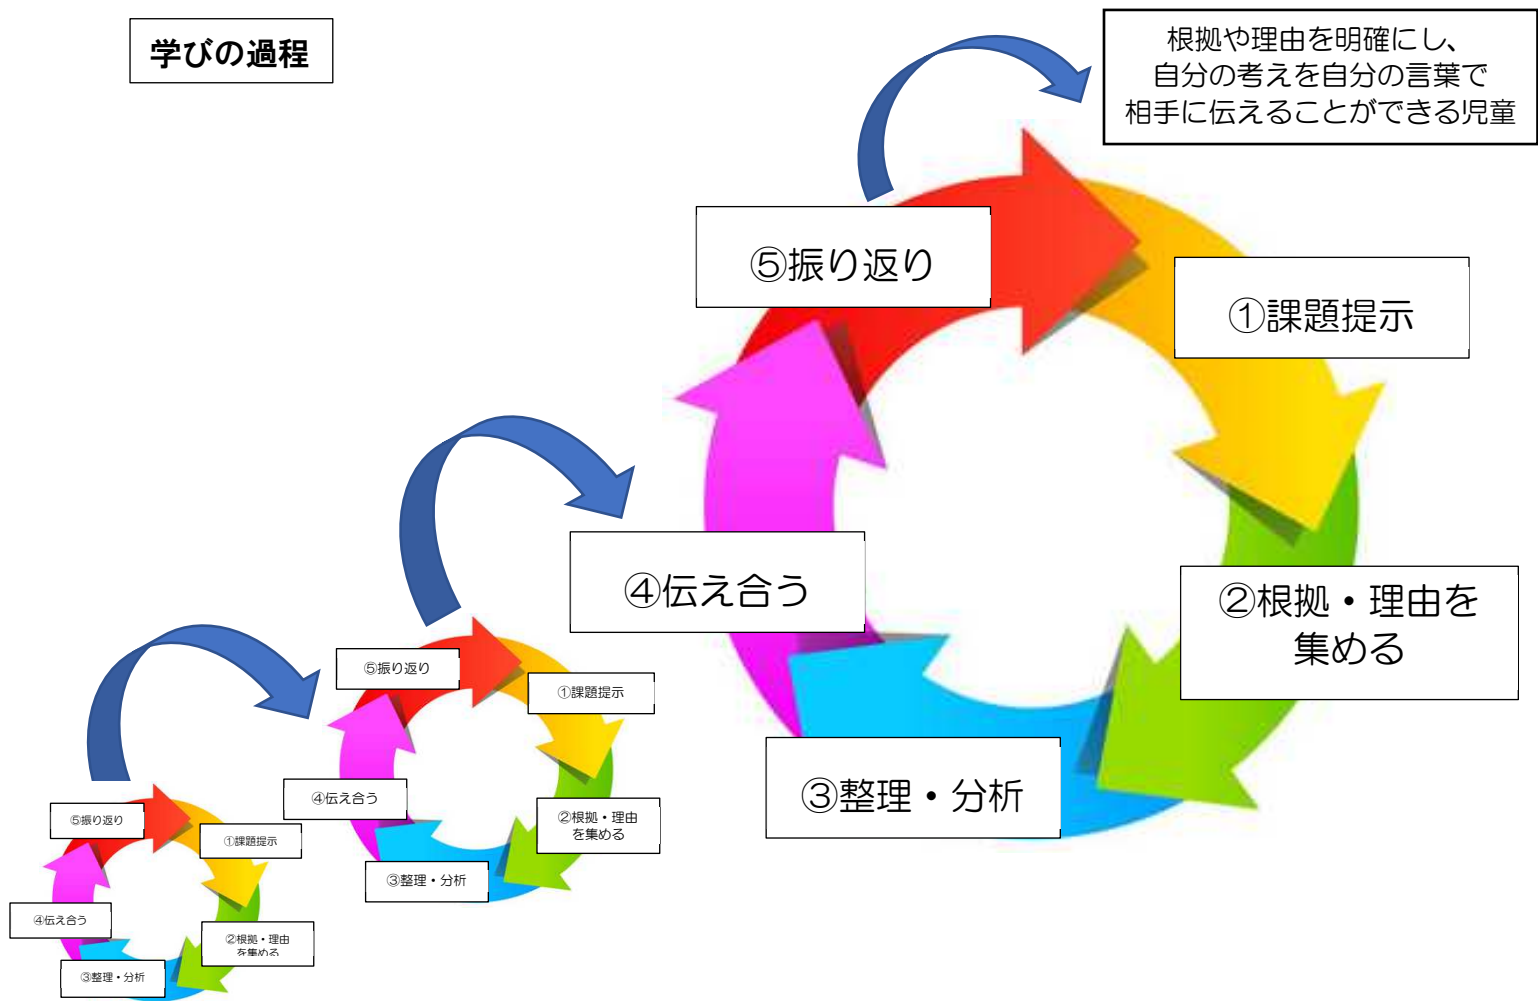 学びの過程
根拠や理由を明確にし、
自分の考えを自分の言葉で
相手に伝えることができる児童
⑤振り返り
①課題提示
②根拠・理由を
集める
③整理・分析
④伝え合う
⑤振り返り
①課題提示
②根拠・理由
を集める
③整理・分析
④伝え合う
⑤振り返り
①課題提示
②根拠・理由
を集める
③整理・分析
④伝え合う